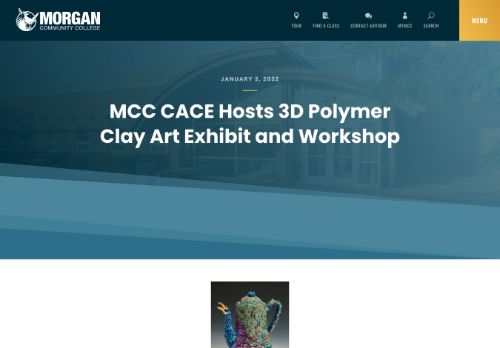 MORGAN
COMMUNITY COLLEGE
TOUR
FIND A CLASS
CONTACT ADVISOR
MYMCC
SEARCH
MENU
JANUARY 3, 2022
MCC CACE Hosts 3D Polymer
Clay Art Exhibit and Workshop